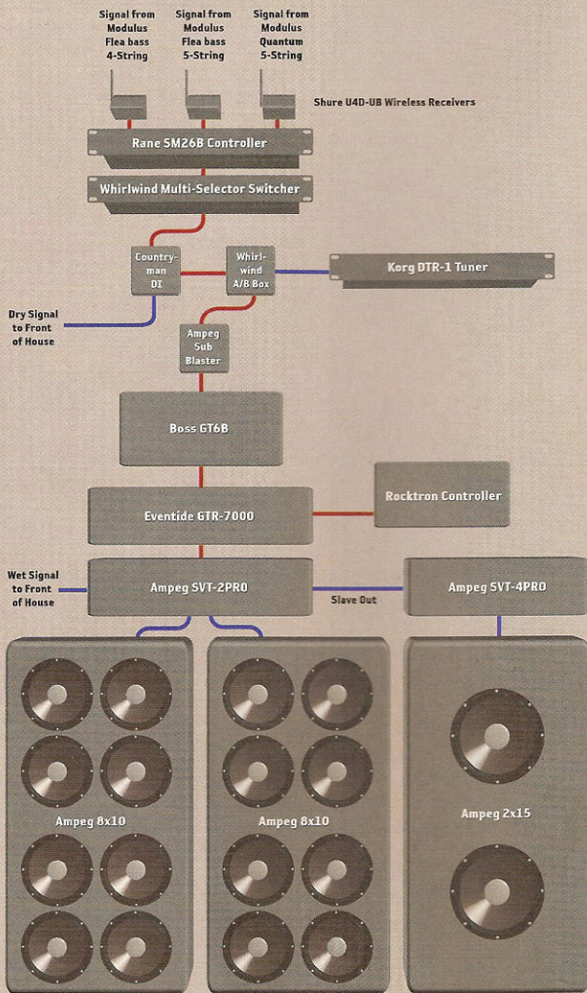 Signal from
Modulus
Flea bass
4-String
Signal from
Modulus
Flea bass
5-String
Signal from
Modulus
Quantum
5-String
Shure U4D-UB Wireless Receivers
Rane SM26B Controller
Whirlwind Multi-Selector Switcher
Country-
man
DI
Whirl-
wind
A/B Box
Korg DTR-1 Tuner
Dry Signal
to Front
of House
Ampeg
Sub
Blaster
Boss GT6B
Eventide GTR-7000
Rocktron Controller
Wet Signal
to Front
of House
Ampeg SVT-2PRO
Slave Out
Ampeg SVT-4PRO
Ampeg 8x10
Ampeg 8x10
Ampeg 2x15